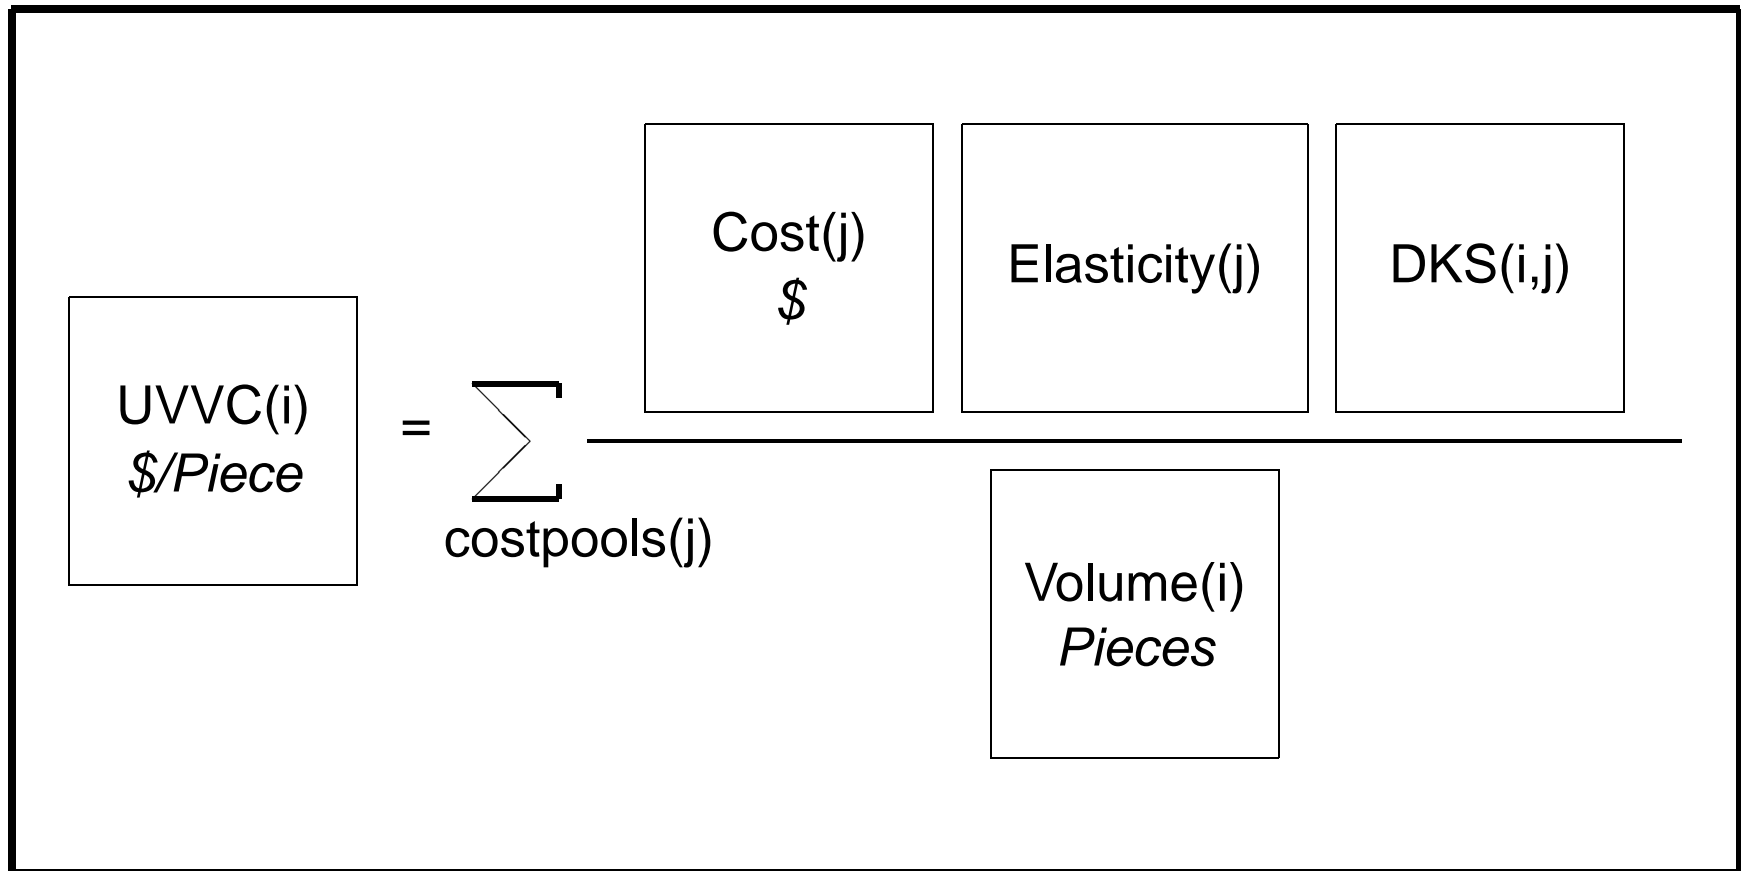 UVVC(i)
$/Piece
=
∑
costpools(j)
Cost(j)
$
Elasticity(j)
DKS(i,j)
Volume(i)
Pieces